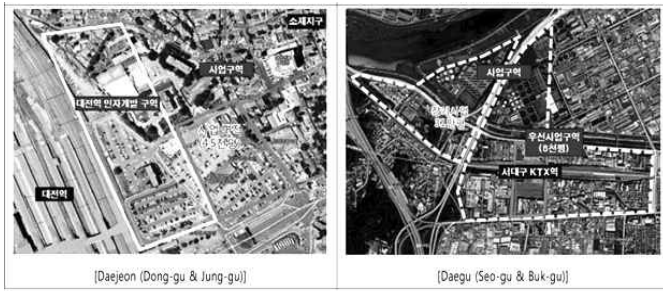 소제지구
사업구역
대전역 민자개발 구역
대전역
[Daejeon (Dong-gu & Jung-gu)]
사업구역
우선사업구역
(8천평)
서대구 KTX역
[Daegu (Seo-gu & Buk-gu)]